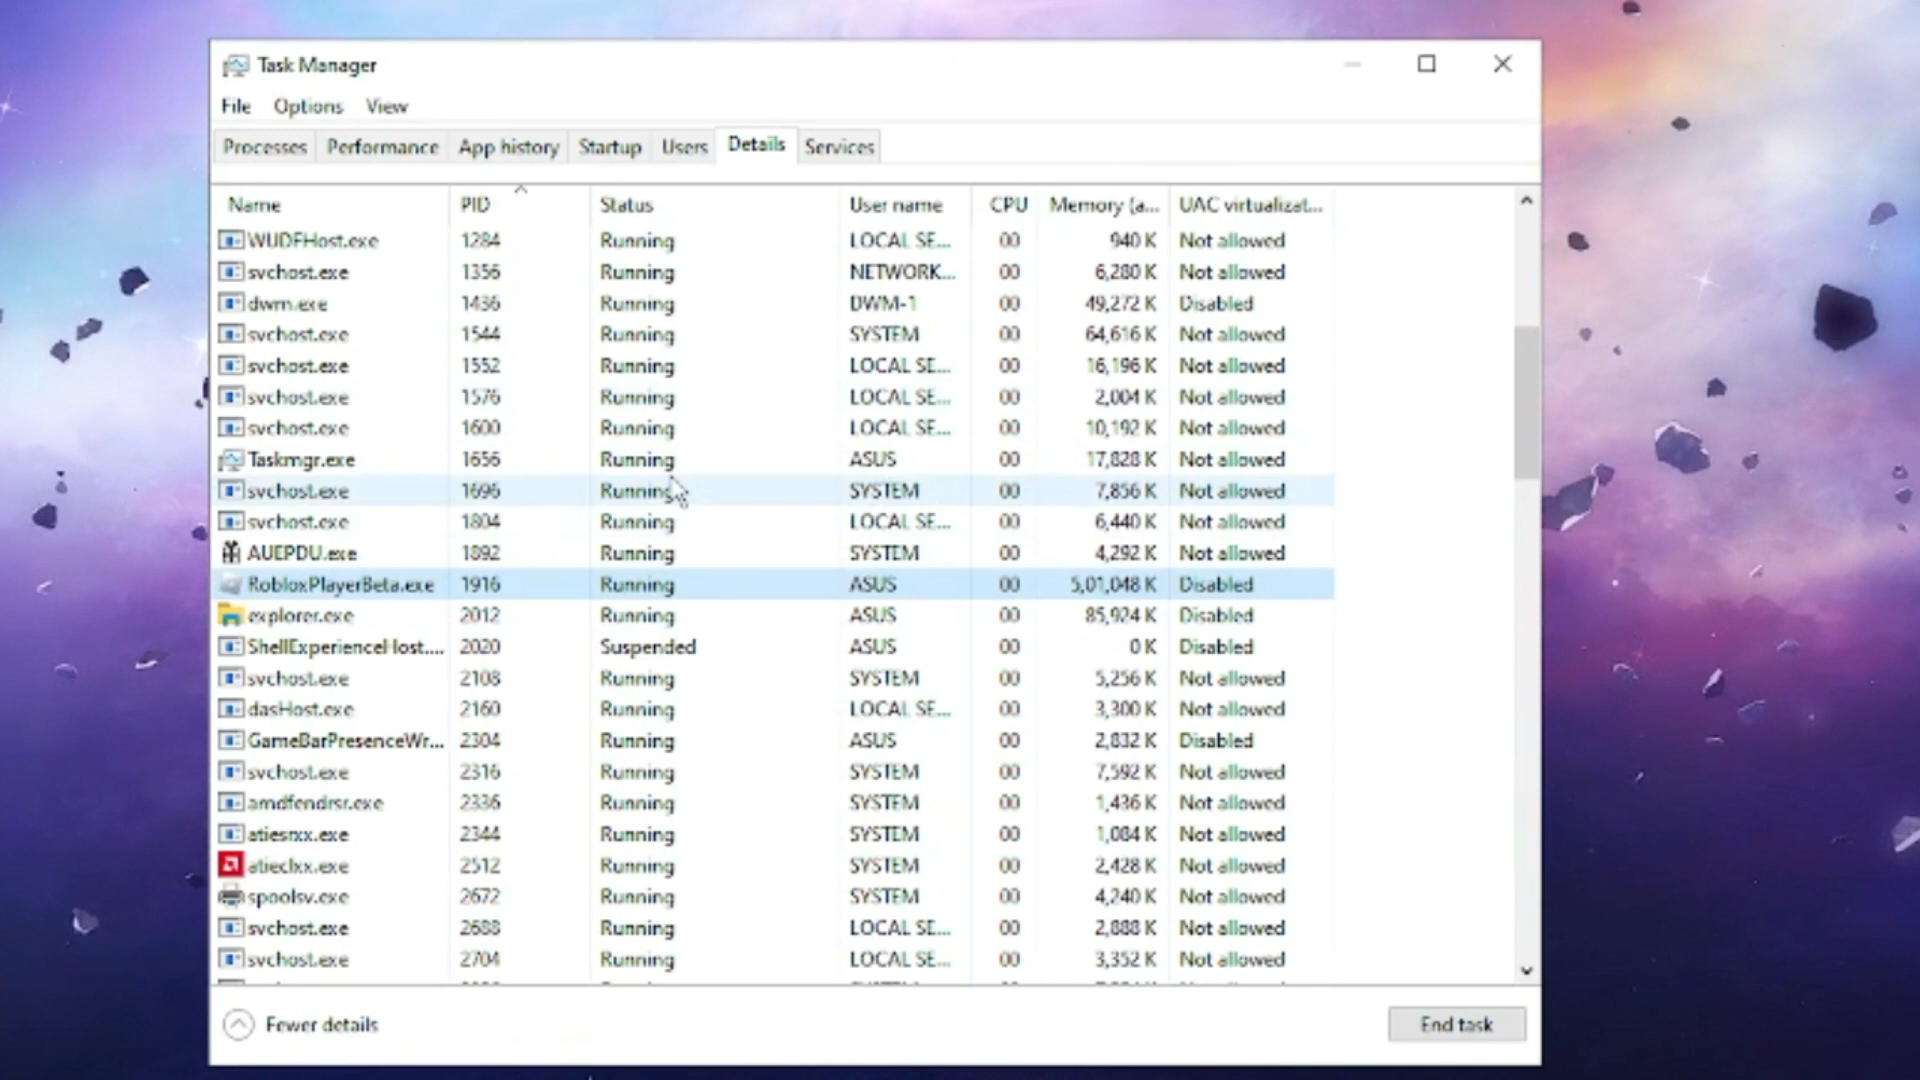 Task Manager
File Options View
Processes Performance App history Startup Users Details Services
Name PID Status User name CPU Memory (a... UAC virtualizat...
WUDFHost.exe 1284 Running LOCAL SE... 00 940 K Not allowed
svchost.exe 1356 Running NETWORK... 00 6,280 K Not allowed
dwm.exe 1436 Running DWM-1 00 49,272 K Disabled
svchost.exe 1544 Running SYSTEM 00 64,616 K Not allowed
svchost.exe 1552 Running LOCAL SE... 00 16,196 K Not allowed
svchost.exe 1576 Running LOCAL SE... 00 2,004 K Not allowed
svchost.exe 1600 Running LOCAL SE... 00 10,192 K Not allowed
Taskmgr.exe 1656 Running ASUS 00 17,828 K Not allowed
svchost.exe 1696 Running SYSTEM 00 7,856 K Not allowed
svchost.exe 1804 Running LOCAL SE... 00 6,440 K Not allowed
AUEPDU.exe 1892 Running SYSTEM 00 4,292 K Not allowed
RobloxPlayerBeta.exe 1916 Running ASUS 00 5,01,048 K Disabled
explorer.exe 2012 Running ASUS 00 85,924 K Disabled
ShellExperienceHost.... 2020 Suspended ASUS 00 0 K Disabled
svchost.exe 2108 Running SYSTEM 00 5,256 K Not allowed
dasHost.exe 2160 Running LOCAL SE... 00 3,300 K Not allowed
GameBarPresenceWr... 2304 Running ASUS 00 2,832 K Disabled
svchost.exe 2316 Running SYSTEM 00 7,592 K Not allowed
amdfendrsr.exe 2336 Running SYSTEM 00 1,436 K Not allowed
atiesrxx.exe 2344 Running SYSTEM 00 1,084 K Not allowed
atieclxx.exe 2512 Running SYSTEM 00 2,428 K Not allowed
spoolsv.exe 2672 Running SYSTEM 00 4,240 K Not allowed
svchost.exe 2688 Running LOCAL SE... 00 2,888 K Not allowed
svchost.exe 2704 Running LOCAL SE... 00 3,352 K Not allowed
Fewer details End task